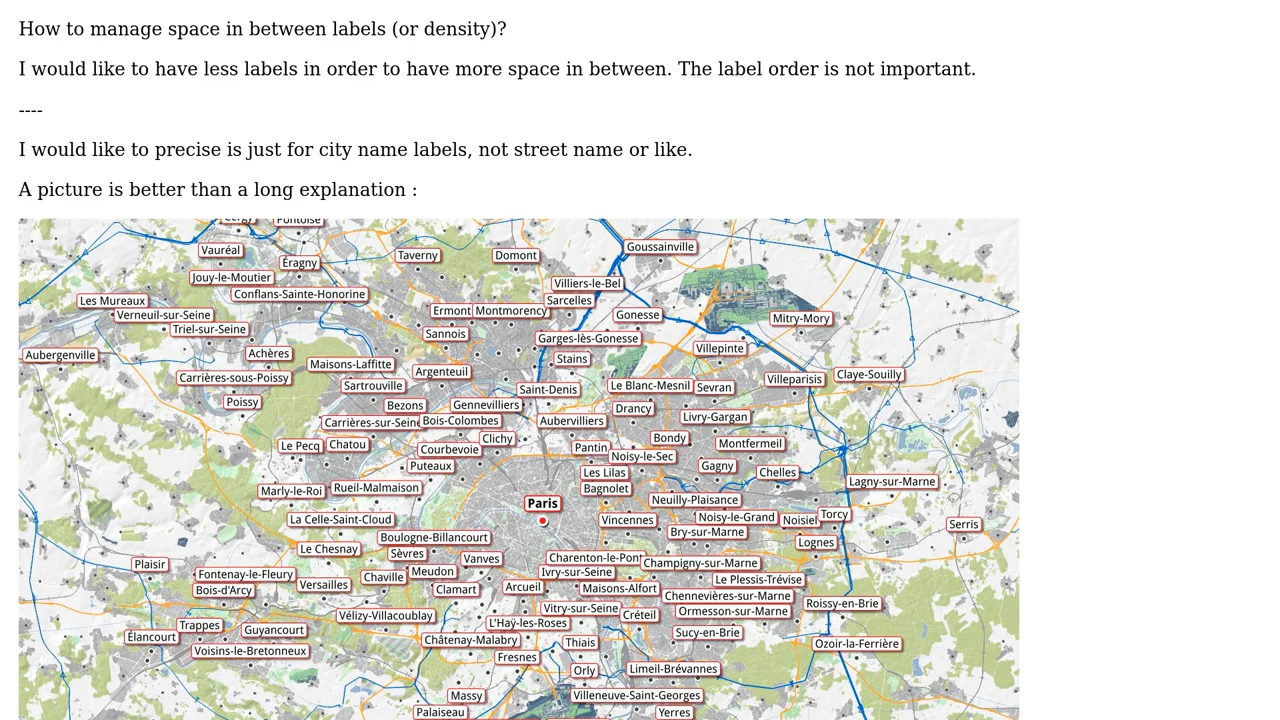 How to manage space in between labels (or density)?
I would like to have less labels in order to have more space in between. The label order is not important.
----
I would like to precise is just for city name labels, not street name or like.
A picture is better than a long explanation :
Pontoise
Goussainville
Vauréal
Éragny
Taverny
Domont
Jouy-le-Moutier
Villiers-le-Bel
Conflans-Sainte-Honorine
Les Mureaux
Sarcelles
Verneuil-sur-Seine
Ermont
Montmorency
Gonesse
Mitry-Mory
Triel-sur-Seine
Sannois
Garges-lès-Gonesse
Aubergenville
Achères
Villepinte
Maisons-Laffitte
Stains
Argenteuil
Carrières-sous-Poissy
Sartrouville
Saint-Denis
Le Blanc-Mesnil
Sevran
Villeparisis
Claye-Souilly
Poissy
Bezons
Gennevilliers
Drancy
Carrières-sur-Seine
Bois-Colombes
Aubervilliers
Livry-Gargan
Le Pecq
Chatou
Clichy
Bondy
Montfermeil
Courbevoie
Pantin
Noisy-le-Sec
Puteaux
Les Lilas
Gagny
Chelles
Marly-le-Roi
Rueil-Malmaison
Bagnolet
Lagny-sur-Marne
Paris
Neuilly-Plaisance
La Celle-Saint-Cloud
Vincennes
Noisy-le-Grand
Noisiel
Torcy
Serris
Bry-sur-Marne
Boulogne-Billancourt
Lognes
Le Chesnay
Sèvres
Vanves
Charenton-le-Pont
Champigny-sur-Marne
Plaisir
Fontenay-le-Fleury
Chaville
Meudon
Ivry-sur-Seine
Le Plessis-Trévise
Bois-d'Arcy
Versailles
Clamart
Arcueil
Maisons-Alfort
Chennevières-sur-Marne
Roissy-en-Brie
Vélizy-Villacoublay
Vitry-sur-Seine
Créteil
Ormesson-sur-Marne
Trappes
Guyancourt
L'Haÿ-les-Roses
Élancourt
Châtenay-Malabry
Thiais
Sucy-en-Brie
Ozoir-la-Ferrière
Voisins-le-Bretonneux
Fresnes
Orly
Limeil-Brévannes
Massy
Villeneuve-Saint-Georges
Palaiseau
Yerres